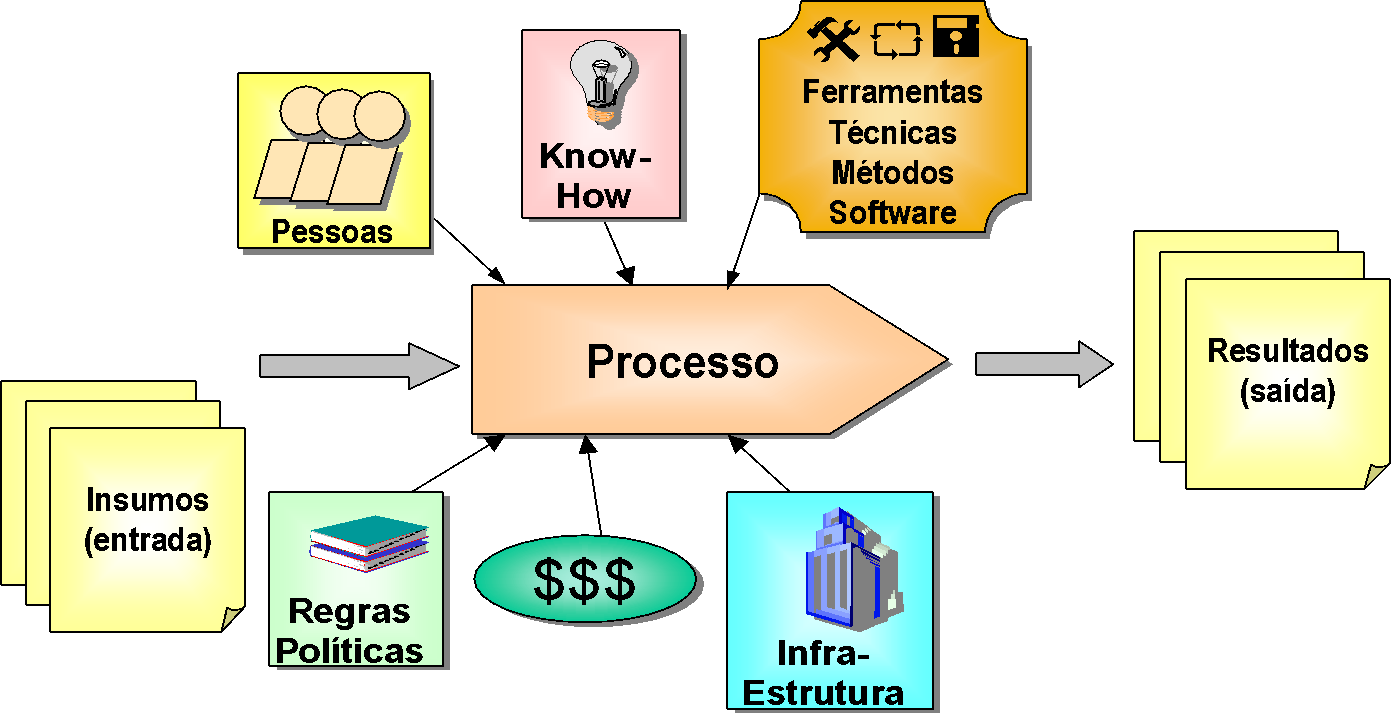 Pessoas
Know-
How
Ferramentas
Técnicas
Métodos
Software
Insumos
(entrada)
Processo
Resultados
(saída)
Regras
Políticas
$$$
Infra-
Estrutura